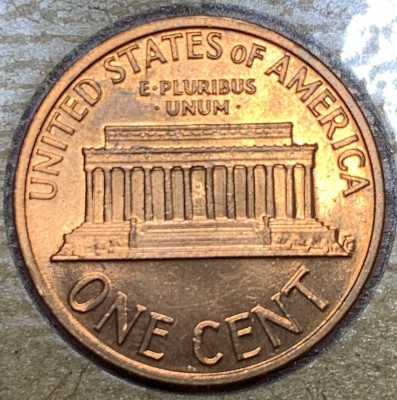 UNITED STATES OF AMERICA
E·PLURIBUS
·UNUM·
ONE CENT